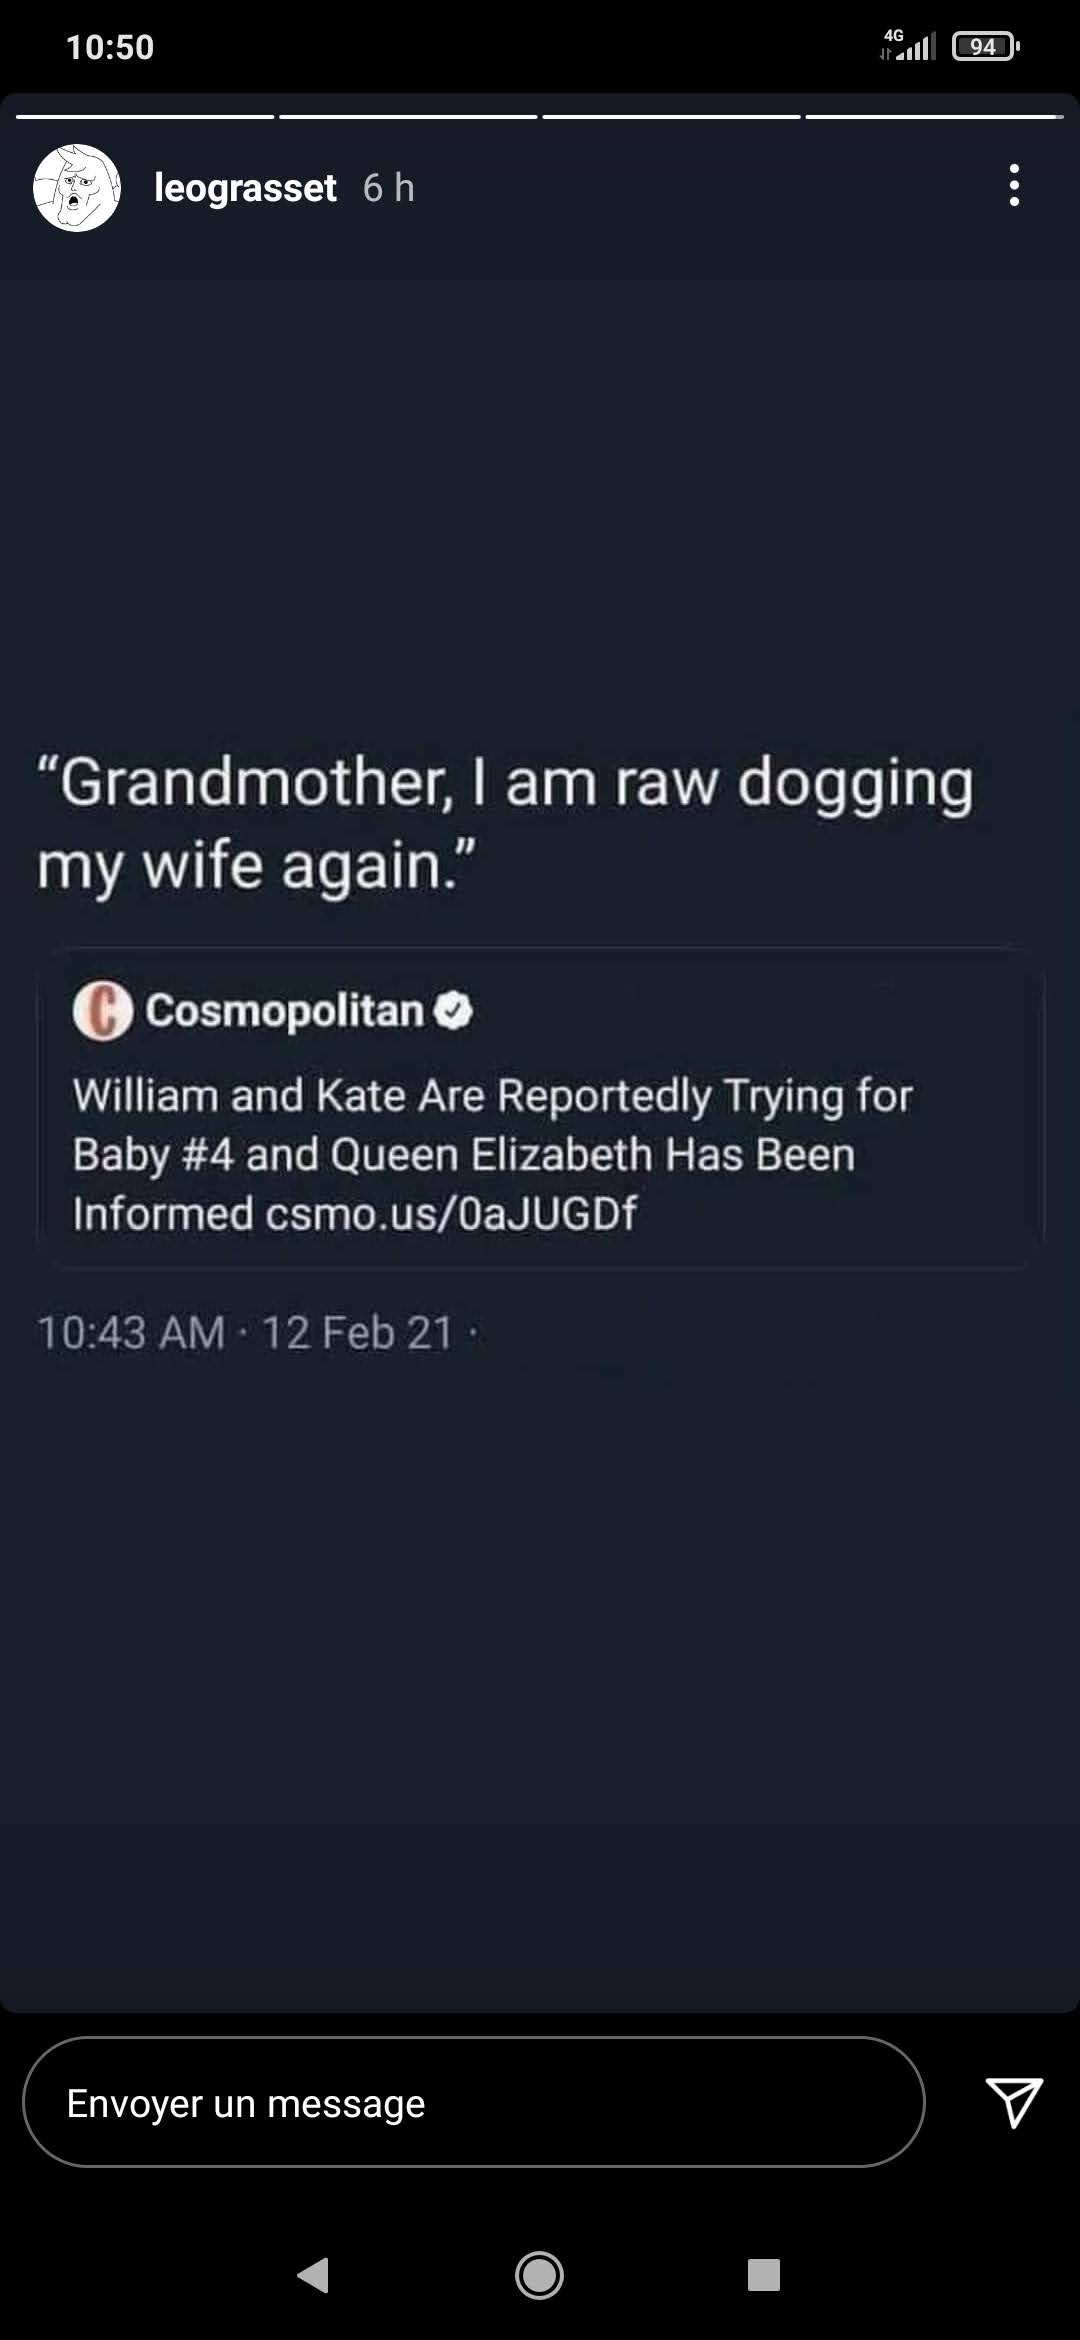 10:50
4G
94
leograsset 6 h
“Grandmother, I am raw dogging
my wife again.”
C Cosmopolitan
William and Kate Are Reportedly Trying for
Baby #4 and Queen Elizabeth Has Been
Informed csmo.us/0aJUGDf
10:43 AM · 12 Feb 21 ·
Envoyer un message